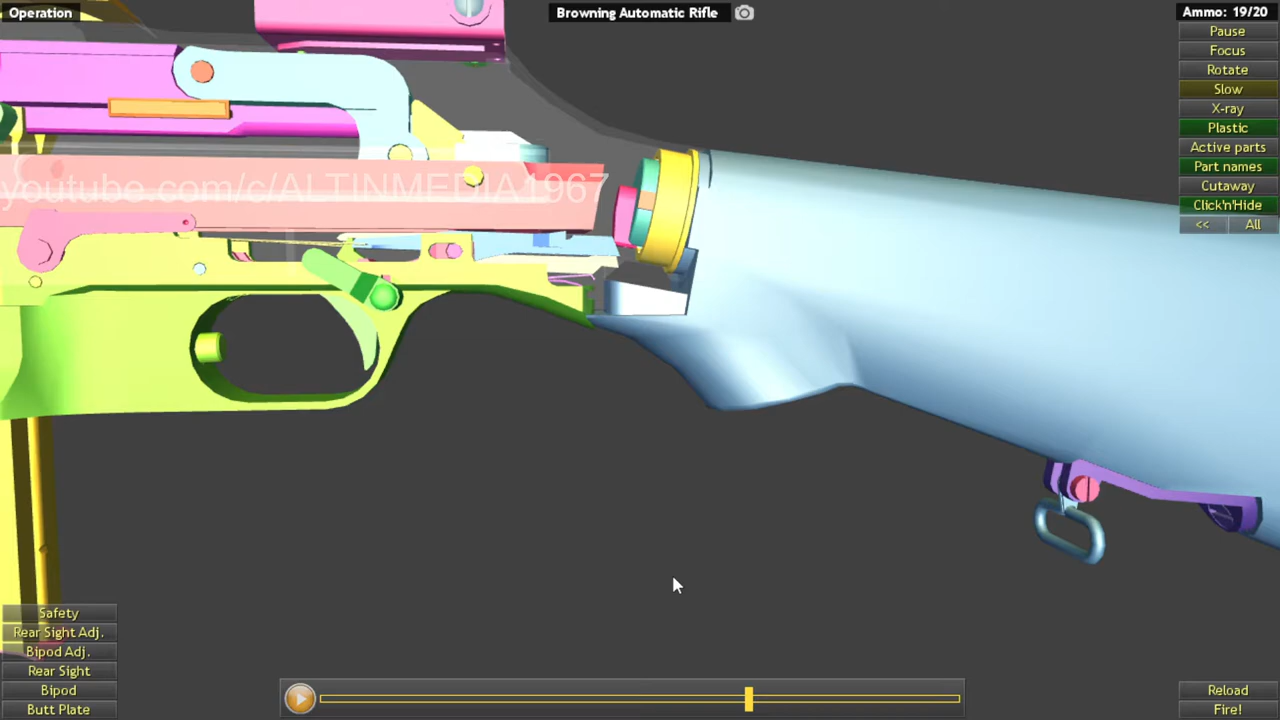 Operation
Browning Automatic Rifle
Ammo: 19/20
Pause
Focus
Rotate
Slow
X-ray
Plastic
Active parts
Part names
Cutaway
Click'n'Hide
<< All
youtube.com/c/ALTINMEDIA1967
Safety
Rear Sight Adj.
Bipod Adj.
Rear Sight
Bipod
Butt Plate
Reload
Fire!